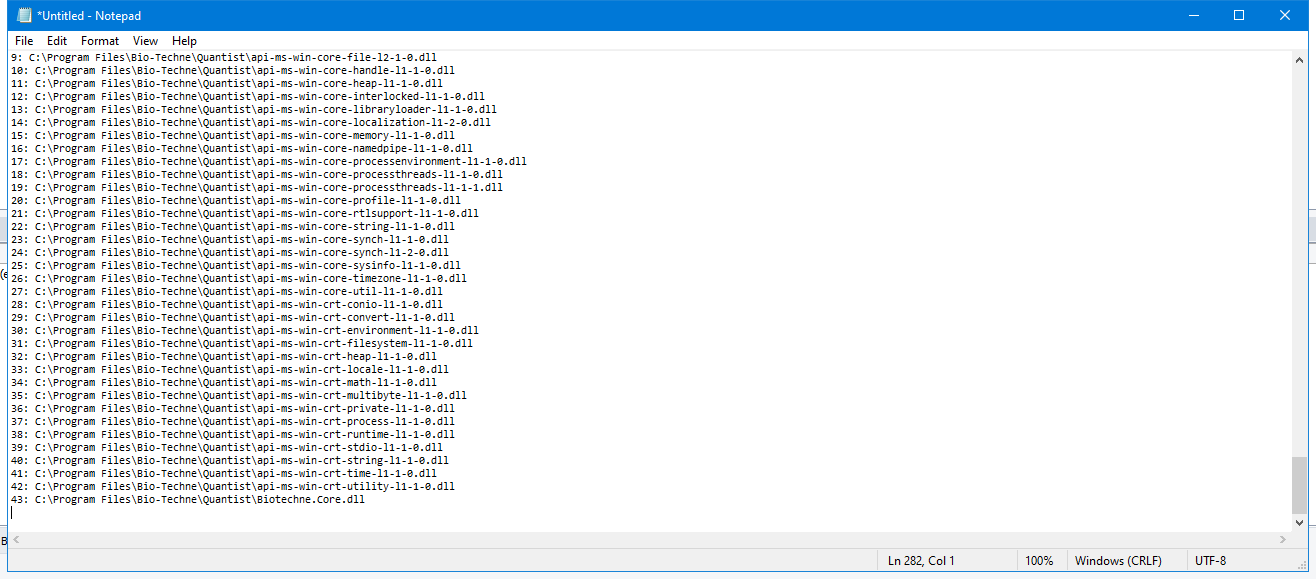 *Untitled - Notepad
File Edit Format View Help
9: C:\Program Files\Bio-Techne\Quantist\api-ms-win-core-file-l2-1-0.dll
10: C:\Program Files\Bio-Techne\Quantist\api-ms-win-core-handle-l1-1-0.dll
11: C:\Program Files\Bio-Techne\Quantist\api-ms-win-core-heap-l1-1-0.dll
12: C:\Program Files\Bio-Techne\Quantist\api-ms-win-core-interlocked-l1-1-0.dll
13: C:\Program Files\Bio-Techne\Quantist\api-ms-win-core-libraryloader-l1-1-0.dll
14: C:\Program Files\Bio-Techne\Quantist\api-ms-win-core-localization-l1-2-0.dll
15: C:\Program Files\Bio-Techne\Quantist\api-ms-win-core-memory-l1-1-0.dll
16: C:\Program Files\Bio-Techne\Quantist\api-ms-win-core-namedpipe-l1-1-0.dll
17: C:\Program Files\Bio-Techne\Quantist\api-ms-win-core-processenvironment-l1-1-0.dll
18: C:\Program Files\Bio-Techne\Quantist\api-ms-win-core-processthreads-l1-1-0.dll
19: C:\Program Files\Bio-Techne\Quantist\api-ms-win-core-processthreads-l1-1-1.dll
20: C:\Program Files\Bio-Techne\Quantist\api-ms-win-core-profile-l1-1-0.dll
21: C:\Program Files\Bio-Techne\Quantist\api-ms-win-core-rtlsupport-l1-1-0.dll
22: C:\Program Files\Bio-Techne\Quantist\api-ms-win-core-string-l1-1-0.dll
23: C:\Program Files\Bio-Techne\Quantist\api-ms-win-core-synch-l1-1-0.dll
24: C:\Program Files\Bio-Techne\Quantist\api-ms-win-core-synch-l1-2-0.dll
25: C:\Program Files\Bio-Techne\Quantist\api-ms-win-core-sysinfo-l1-1-0.dll
26: C:\Program Files\Bio-Techne\Quantist\api-ms-win-core-timezone-l1-1-0.dll
27: C:\Program Files\Bio-Techne\Quantist\api-ms-win-core-util-l1-1-0.dll
28: C:\Program Files\Bio-Techne\Quantist\api-ms-win-crt-conio-l1-1-0.dll
29: C:\Program Files\Bio-Techne\Quantist\api-ms-win-crt-convert-l1-1-0.dll
30: C:\Program Files\Bio-Techne\Quantist\api-ms-win-crt-environment-l1-1-0.dll
31: C:\Program Files\Bio-Techne\Quantist\api-ms-win-crt-filesystem-l1-1-0.dll
32: C:\Program Files\Bio-Techne\Quantist\api-ms-win-crt-heap-l1-1-0.dll
33: C:\Program Files\Bio-Techne\Quantist\api-ms-win-crt-locale-l1-1-0.dll
34: C:\Program Files\Bio-Techne\Quantist\api-ms-win-crt-math-l1-1-0.dll
35: C:\Program Files\Bio-Techne\Quantist\api-ms-win-crt-multibyte-l1-1-0.dll
36: C:\Program Files\Bio-Techne\Quantist\api-ms-win-crt-private-l1-1-0.dll
37: C:\Program Files\Bio-Techne\Quantist\api-ms-win-crt-process-l1-1-0.dll
38: C:\Program Files\Bio-Techne\Quantist\api-ms-win-crt-runtime-l1-1-0.dll
39: C:\Program Files\Bio-Techne\Quantist\api-ms-win-crt-stdio-l1-1-0.dll
40: C:\Program Files\Bio-Techne\Quantist\api-ms-win-crt-string-l1-1-0.dll
41: C:\Program Files\Bio-Techne\Quantist\api-ms-win-crt-time-l1-1-0.dll
42: C:\Program Files\Bio-Techne\Quantist\api-ms-win-crt-utility-l1-1-0.dll
43: C:\Program Files\Bio-Techne\Quantist\Biotechne.Core.dll
Ln 282, Col 1 100% Windows (CRLF) UTF-8